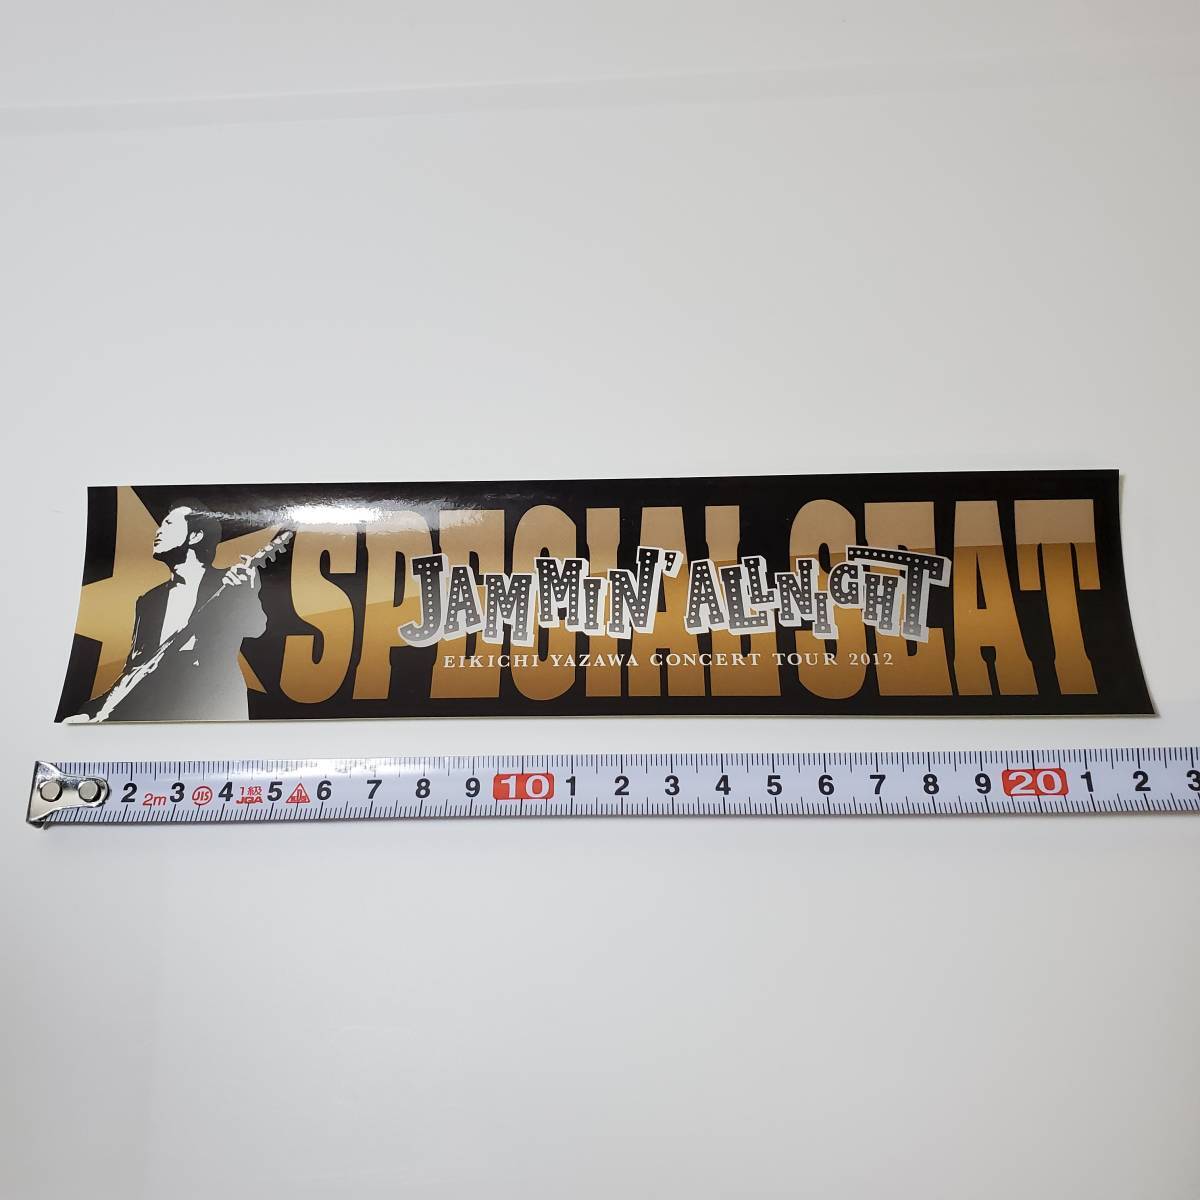 SPECIAL SEAT
JAMMIN' ALL NIGHT
EIKICHI YAZAWA CONCERT TOUR 2012
2 2m 3 JIS 4 1級 JQA 5 6 7 8 9 10 1 2 3 4 5 6 7 8 9 20 1 2 3